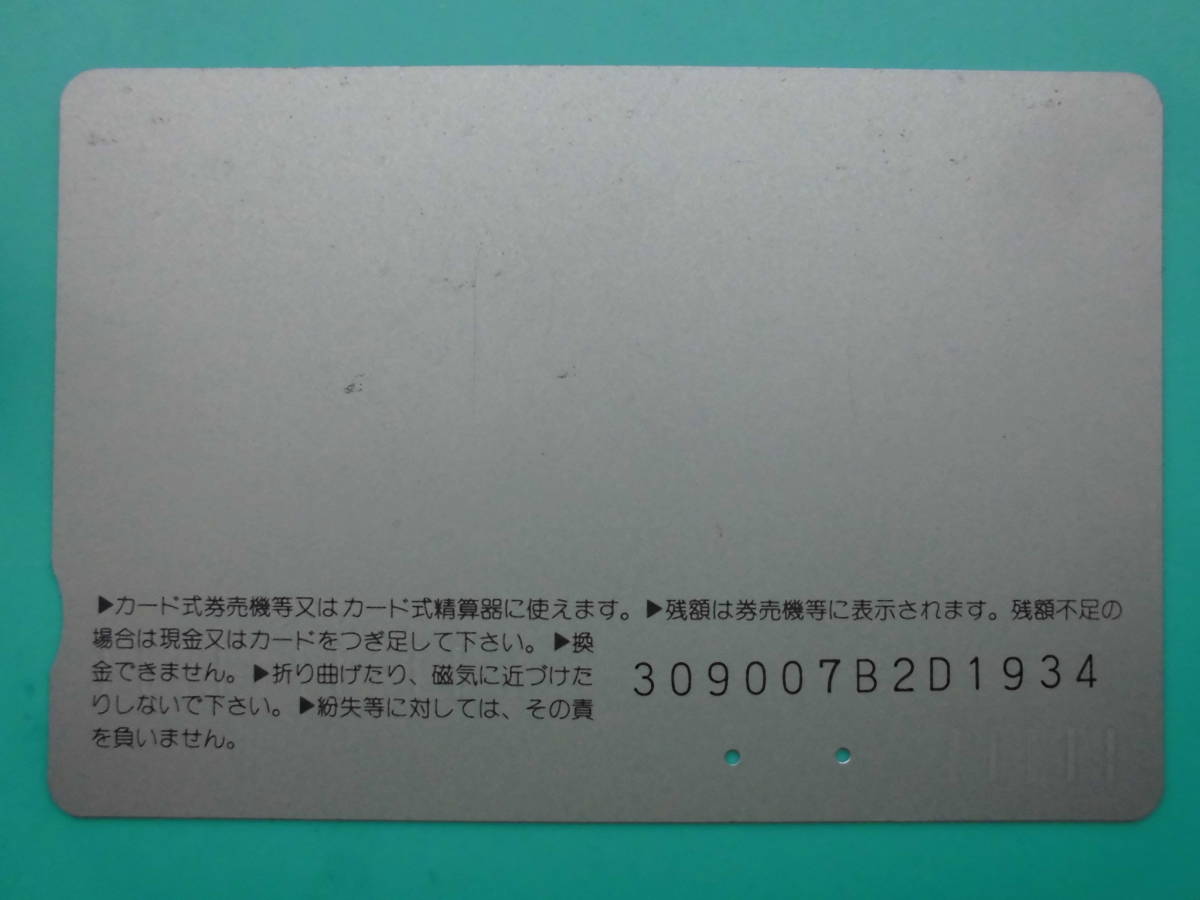 ▶カード式券売機等又はカード式精算器に使えます。▶残額は券売機等に表示されます。残額不足の
場合は現金又はカードをつぎ足して下さい。▶換
金できません。▶折り曲げたり、磁気に近づけた
りしないで下さい。▶紛失等に対しては、その責
を負いません。
309007B2D1934